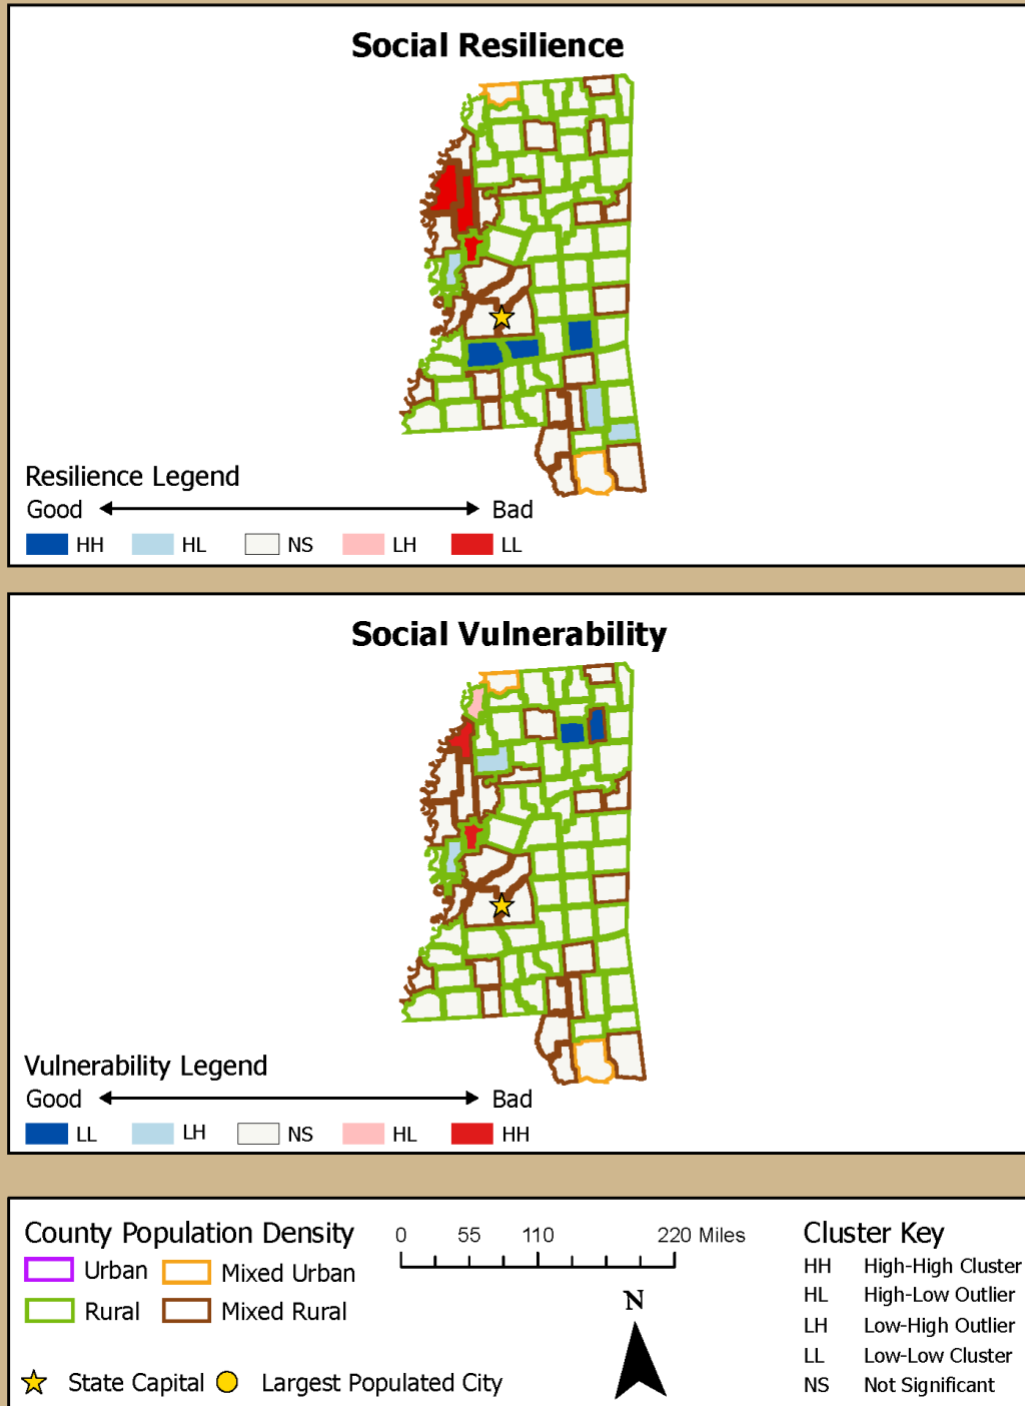 Social Resilience
Resilience Legend
Good Bad
HH HL NS LH LL
Social Vulnerability
Vulnerability Legend
Good Bad
LL LH NS HL HH
County Population Density
Urban Mixed Urban
Rural Mixed Rural
State Capital Largest Populated City
0 55 110 220 Miles
N
Cluster Key
HH High-High Cluster
HL High-Low Outlier
LH Low-High Outlier
LL Low-Low Cluster
NS Not Significant